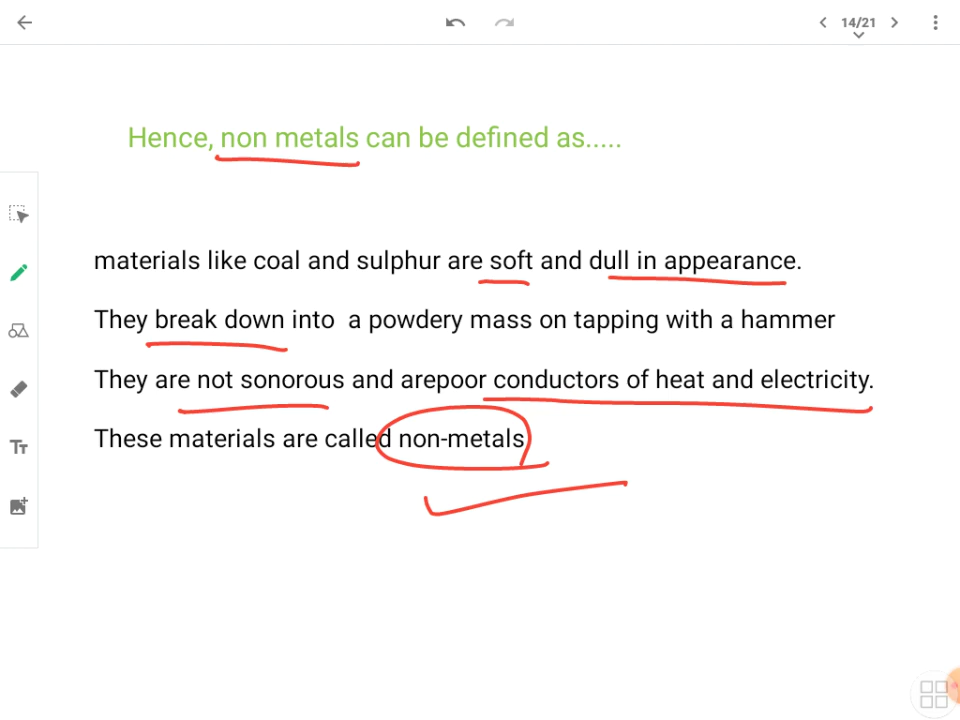 14/21
Hence, non metals can be defined as.....
materials like coal and sulphur are soft and dull in appearance.
They break down into a powdery mass on tapping with a hammer
They are not sonorous and arepoor conductors of heat and electricity.
These materials are called non-metals
TT